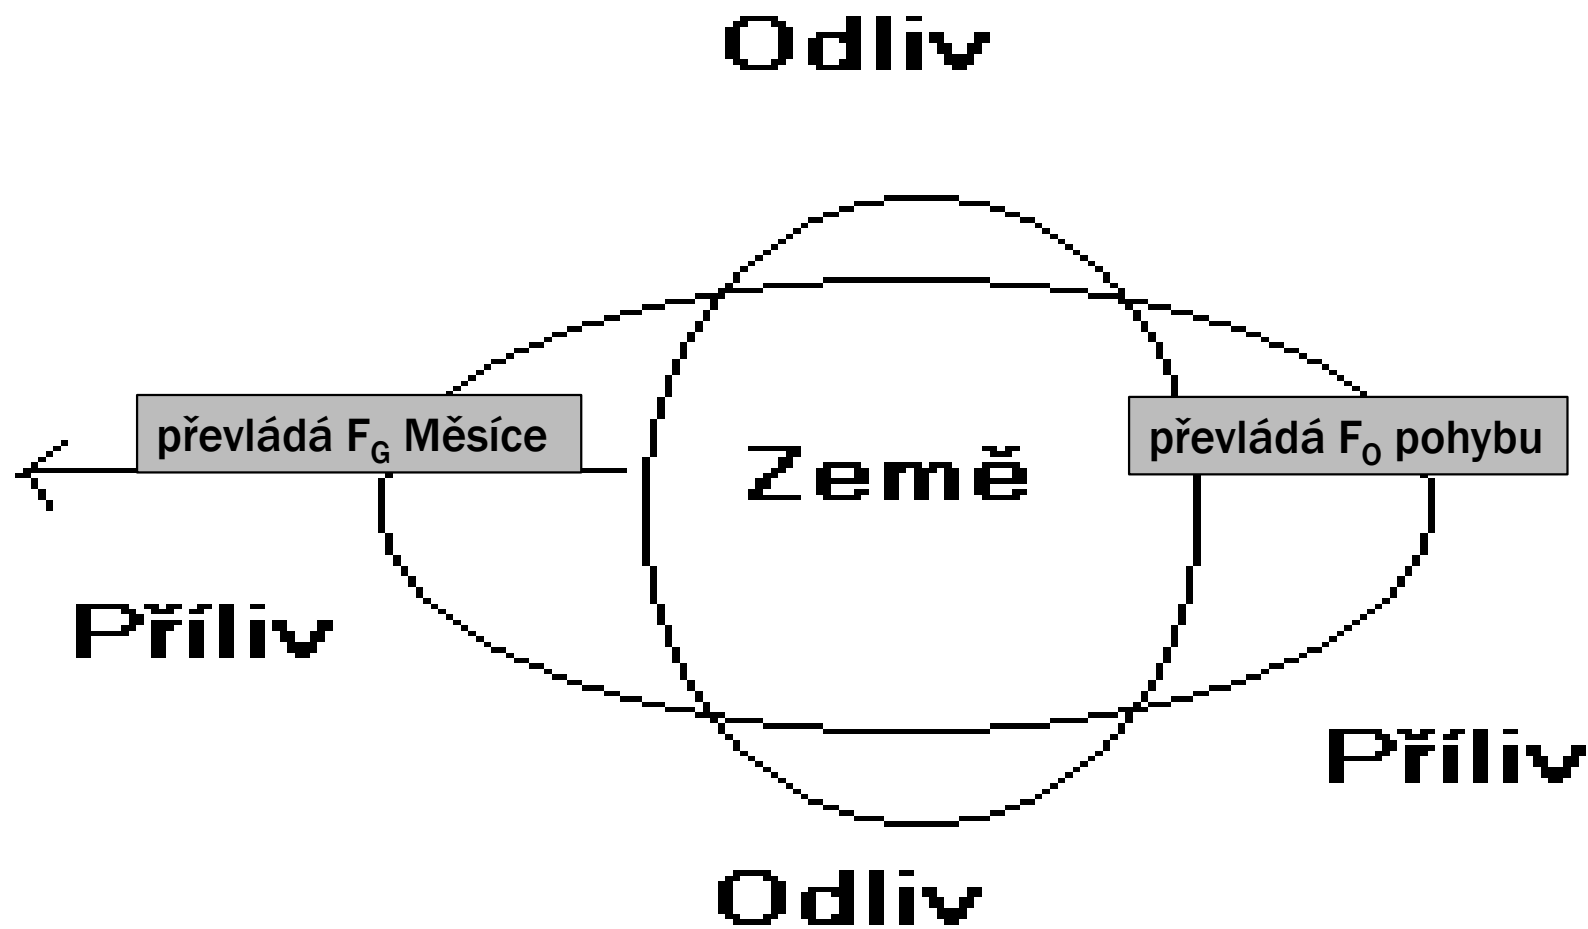 Odliv
převládá FG Měsíce
převládá FO pohybu
Země
Příliv
Příliv
Odliv